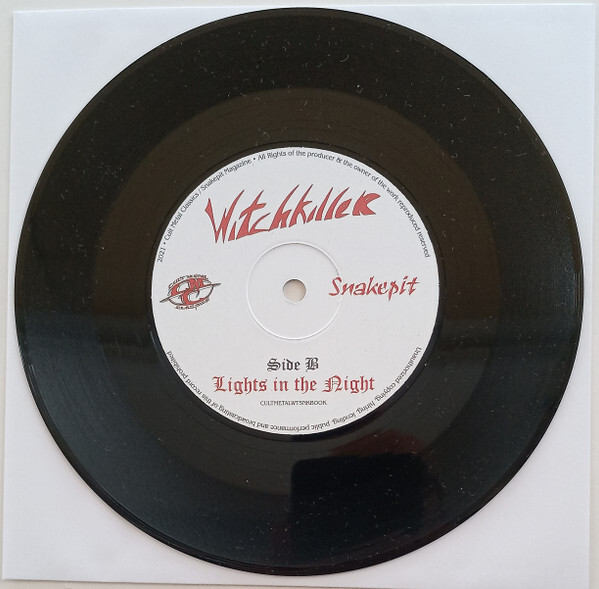 2021 • Cult Metal Classics / Snakepit Magazine • All Rights of the producer & the owner of the work reproduced reserved
Witchkiller
Snakepit
Side B
Lights in the Night
CULTMETALWTSNKBOOK
Unauthorized copying, hiring, lending, public performance and broadcasting of this record prohibited